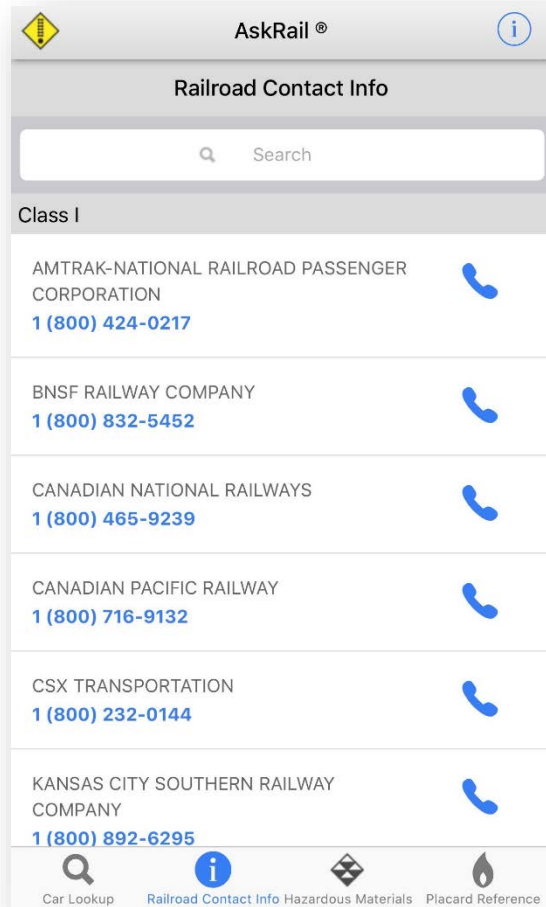 AskRail ®
Railroad Contact Info
Search
Class I
AMTRAK-NATIONAL RAILROAD PASSENGER
CORPORATION
1 (800) 424-0217
BNSF RAILWAY COMPANY
1 (800) 832-5452
CANADIAN NATIONAL RAILWAYS
1 (800) 465-9239
CANADIAN PACIFIC RAILWAY
1 (800) 716-9132
CSX TRANSPORTATION
1 (800) 232-0144
KANSAS CITY SOUTHERN RAILWAY
COMPANY
1 (800) 892-6295
Car Lookup Railroad Contact Info Hazardous Materials Placard Reference